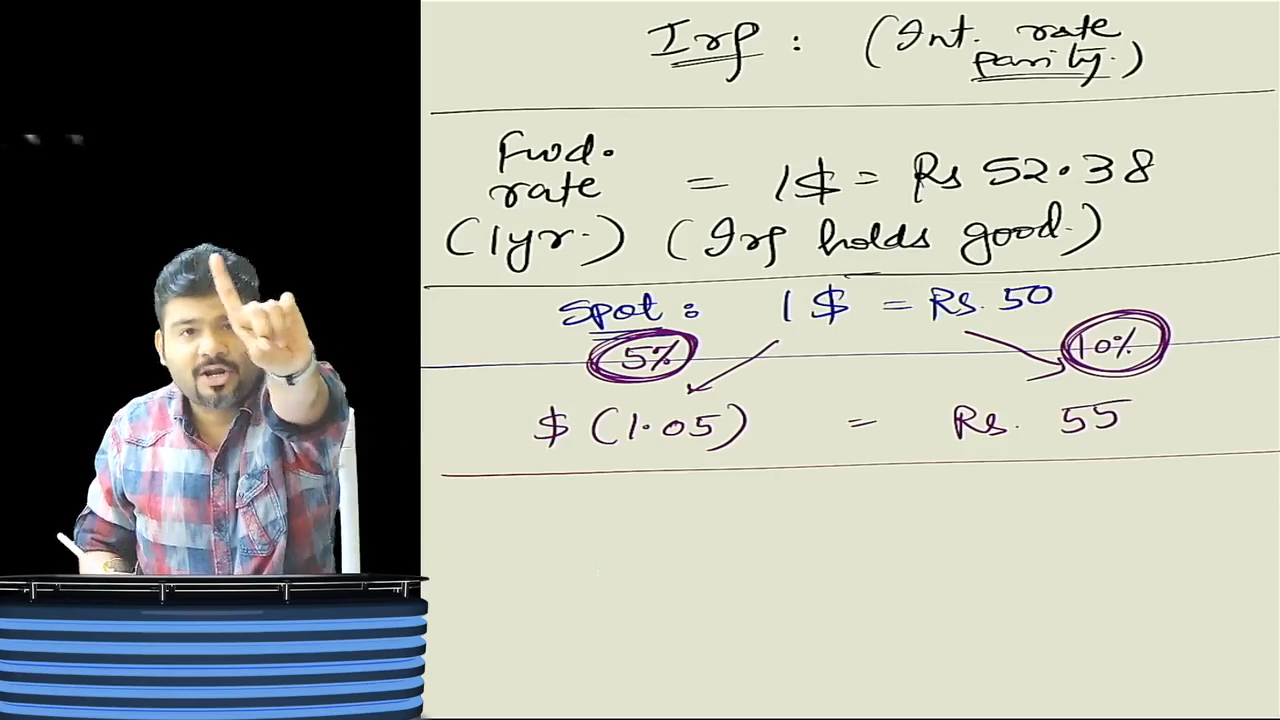 Irp : (Int. rate
parity.)
Fwd.
rate = 1$ = Rs 52.38
(1yr.) (Irp holds good.)
Spot: 1 $ = Rs. 50
5% 10%
$ (1.05) = Rs. 55